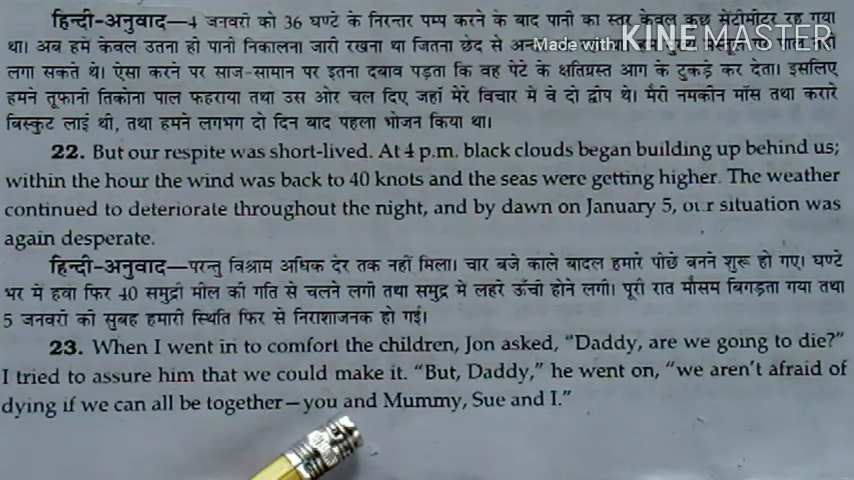 हिन्दी-अनुवाद—4 जनवरी को 36 घण्टे के निरन्तर पम्प करने के बाद पानी का स्तर केवल कुछ सेंटीमीटर रह गया
था। अब हमें केवल उतना ही पानी निकालना जारी रखना था जितना छेद से
Made with KINEMASTER
लगा सकते थे। ऐसा करने पर साज-सामान पर इतना दबाव पड़ता कि वह पेटे के क्षतिग्रस्त भाग के टुकड़े कर देता। इसलिए
हमने तूफानी तिकोना पाल फहराया तथा उस ओर चल दिए जहाँ मेरे विचार में वे दो द्वीप थे। मैरी नमकीन माँस तथा करारे
बिस्कुट लाई थी, तथा हमने लगभग दो दिन बाद पहला भोजन किया था।
22. But our respite was short-lived. At 4 p.m. black clouds began building up behind us;
within the hour the wind was back to 40 knots and the seas were getting higher. The weather
continued to deteriorate throughout the night, and by dawn on January 5, our situation was
again desperate.
हिन्दी-अनुवाद—परन्तु विश्राम अधिक देर तक नहीं मिला। चार बजे काले बादल हमारे पीछे बनने शुरू हो गए। घण्टे
भर में हवा फिर 40 समुद्री मील की गति से चलने लगी तथा समुद्र में लहरें ऊँची होने लगी। पूरी रात मौसम बिगड़ता गया तथा
5 जनवरी की सुबह हमारी स्थिति फिर से निराशाजनक हो गई।
23. When I went in to comfort the children, Jon asked, “Daddy, are we going to die?”
I tried to assure him that we could make it. “But, Daddy,” he went on, “we aren’t afraid of
dying if we can all be together—you and Mummy, Sue and I.”